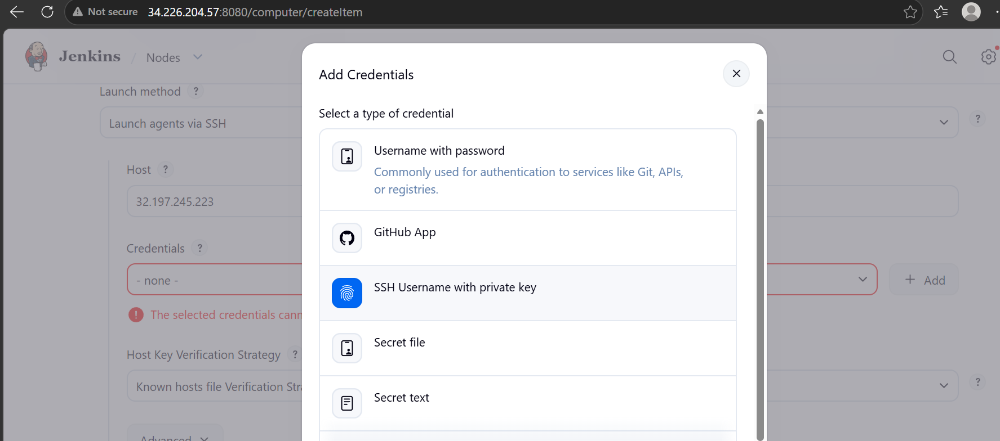 Not secure 34.226.204.57:8080/computer/createItem
Jenkins / Nodes
Add Credentials
Launch method ?
Select a type of credential
Launch agents via SSH
?
Username with password
Commonly used for authentication to services like Git, APIs,
or registries.
Host ?
32.197.245.223
GitHub App
Credentials ?
- none -
+ Add
SSH Username with private key
The selected credentials cann
Secret file
Host Key Verification Strategy ?
Known hosts file Verification Stra
?
Secret text
Advanced